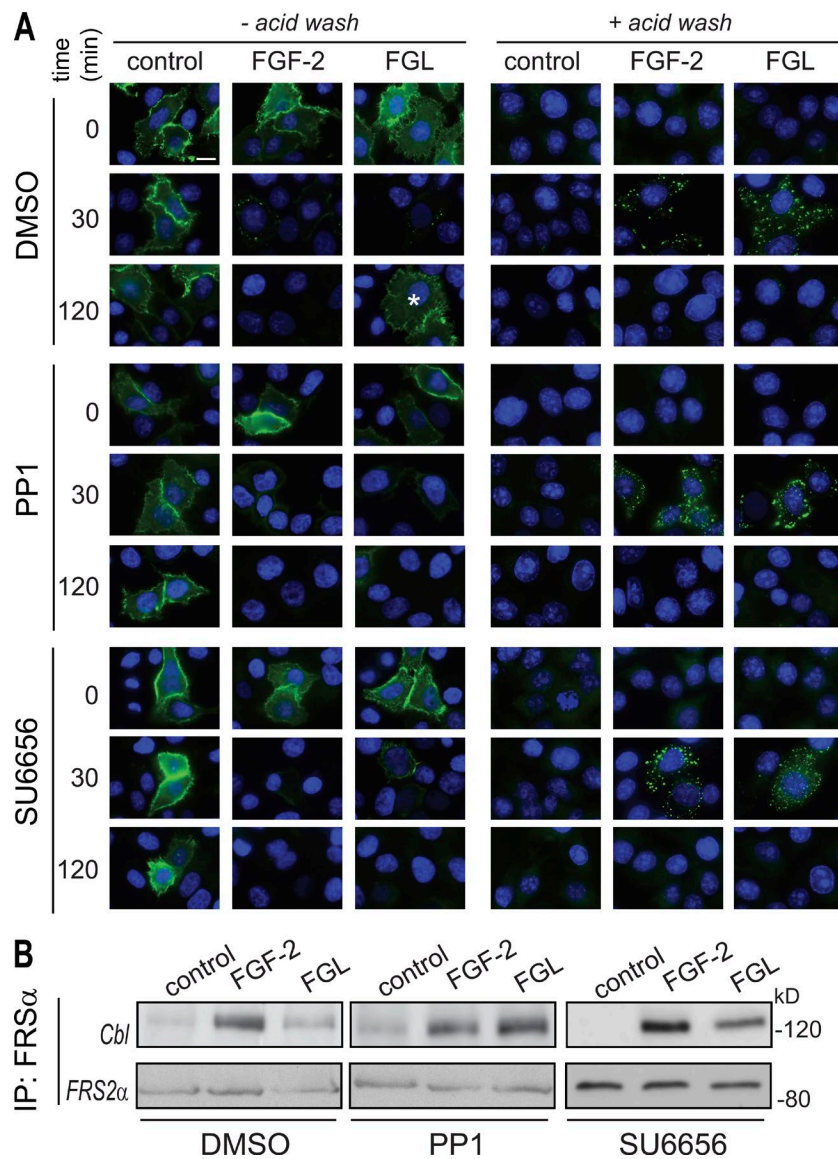 A
- acid wash + acid wash
time (min)
control FGF-2 FGL control FGF-2 FGL
DMSO
0
30
120
*
PP1
0
30
120
SU6656
0
30
120
B
control FGF-2 FGL control FGF-2 FGL control FGF-2 FGL kD
IP: FRSα
Cbl -120
FRS2α -80
DMSO PP1 SU6656